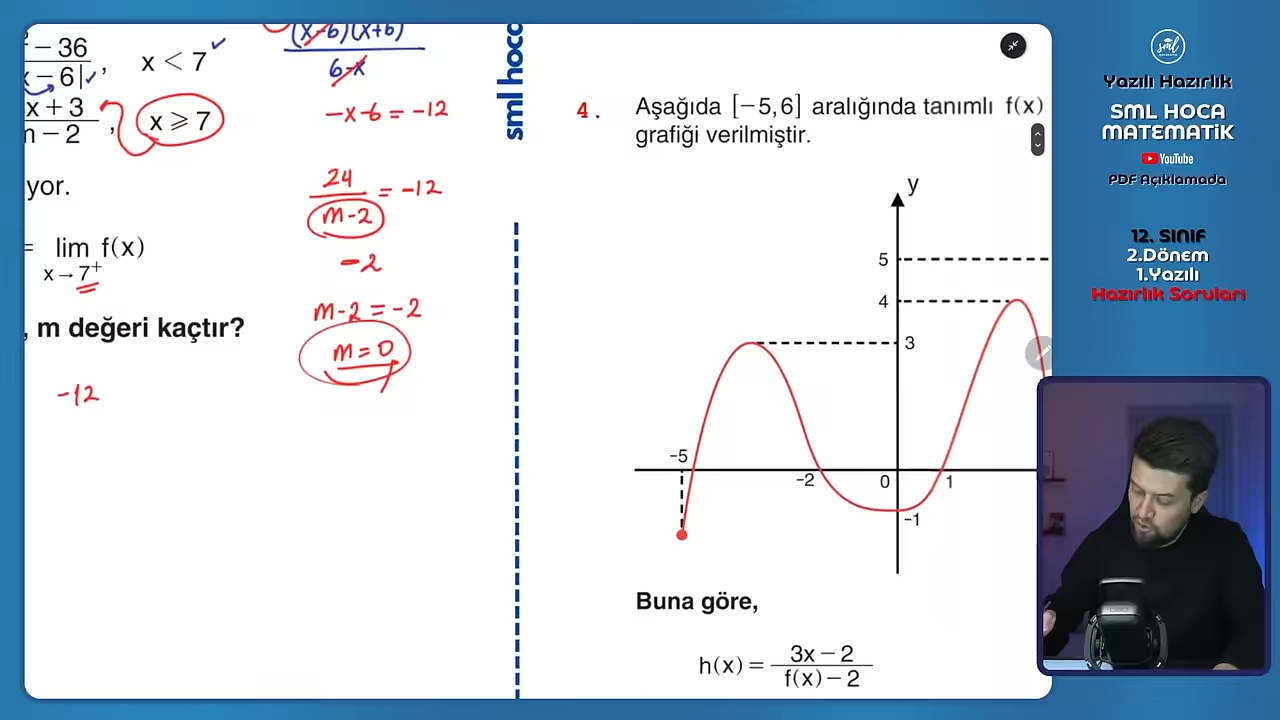 – 36
x – 6|
, x < 7
x + 3
m – 2
, x ⩾ 7
yor.
= lim f(x)
x → 7⁺
, m değeri kaçtır?
-12
(x-6)(x+6)
6-x
-x-6 = -12
24
m-2
= -12
-2
m-2 = -2
m = 0
sml hoca
4.
Aşağıda [–5, 6] aralığında tanımlı f(x)
grafiği verilmiştir.
y
5
4
3
–5
–2
0
1
–1
Buna göre,
h(x) = 3x – 2
f(x) – 2
sml
Yazılı Hazırlık
SML HOCA
MATEMATİK
YouTube
PDF Açıklamada
12. SINIF
2.Dönem
1.Yazılı
Hazırlık Soruları